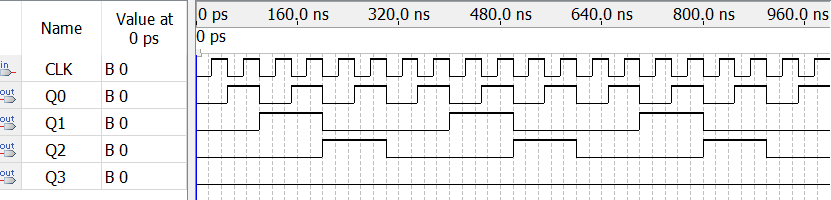 Name
Value at
0 ps
0 ps
160.0 ns
320.0 ns
480.0 ns
640.0 ns
800.0 ns
960.0 ns
0 ps
in
CLK
B 0
out
Q0
B 0
out
Q1
B 0
out
Q2
B 0
out
Q3
B 0